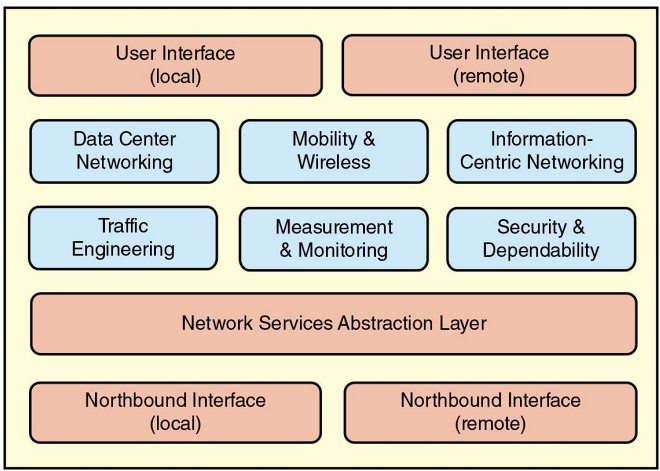 User Interface
(local)
User Interface
(remote)
Data Center
Networking
Mobility &
Wireless
Information-
Centric Networking
Traffic
Engineering
Measurement
& Monitoring
Security &
Dependability
Network Services Abstraction Layer
Northbound Interface
(local)
Northbound Interface
(remote)